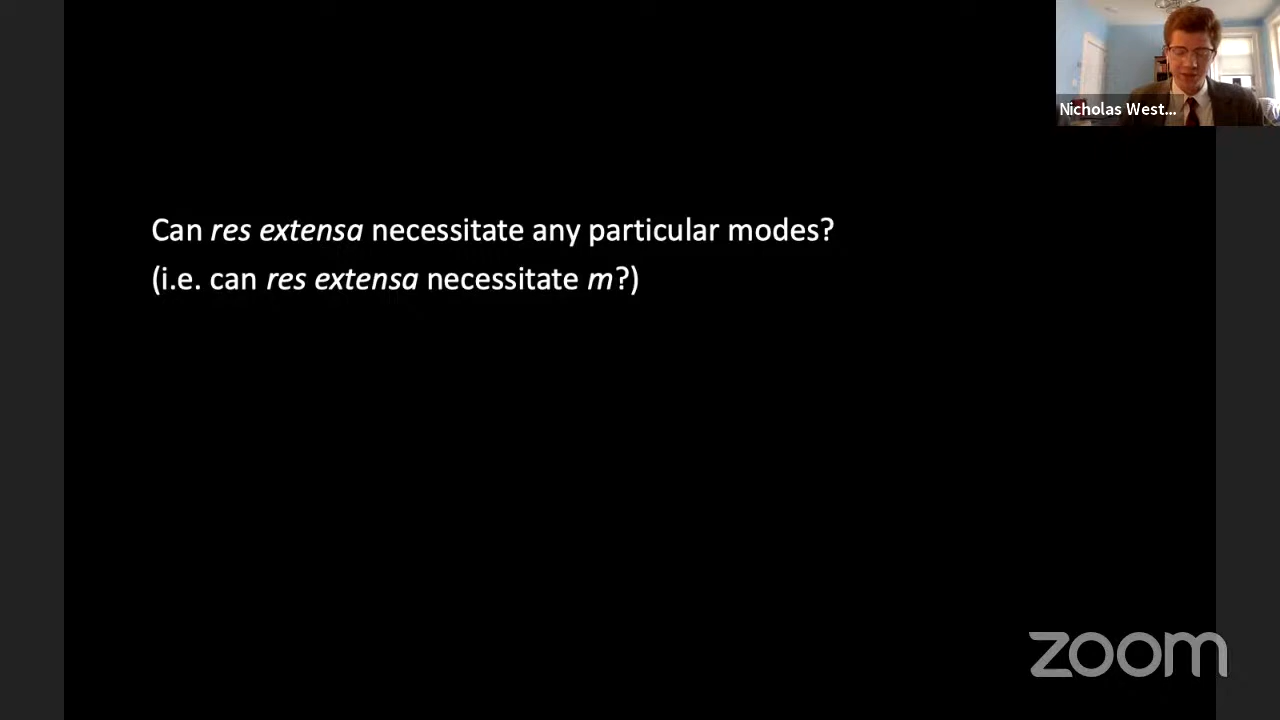 Nicholas West...
Can res extensa necessitate any particular modes?
(i.e. can res extensa necessitate m?)
zoom